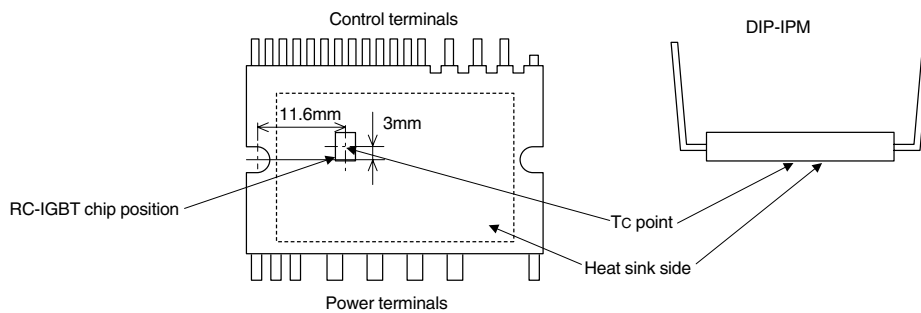 Control terminals
DIP-IPM
11.6mm
3mm
RC-IGBT chip position
TC point
Heat sink side
Power terminals